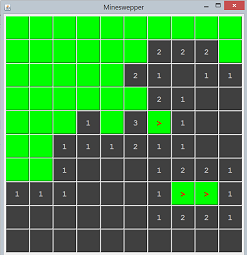 Mineswepper
2 2 2
2 1 1 1
2 1
1 3 > 1
1 1 1 2 1 1
1 1 2 2 1
1 1 1 1 > > 1
1 2 2 1